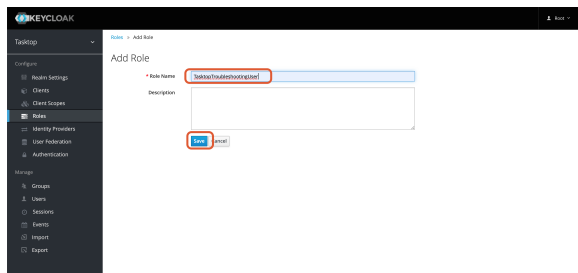 KEYCLOAK
Root
Tasktop
Roles > Add Role
Configure
Add Role
Realm Settings
* Role Name
TasktopTroubleshootingUser
Clients
Description
Client Scopes
Roles
Identity Providers
User Federation
Save
Cancel
Authentication
Manage
Groups
Users
Sessions
Events
Import
Export